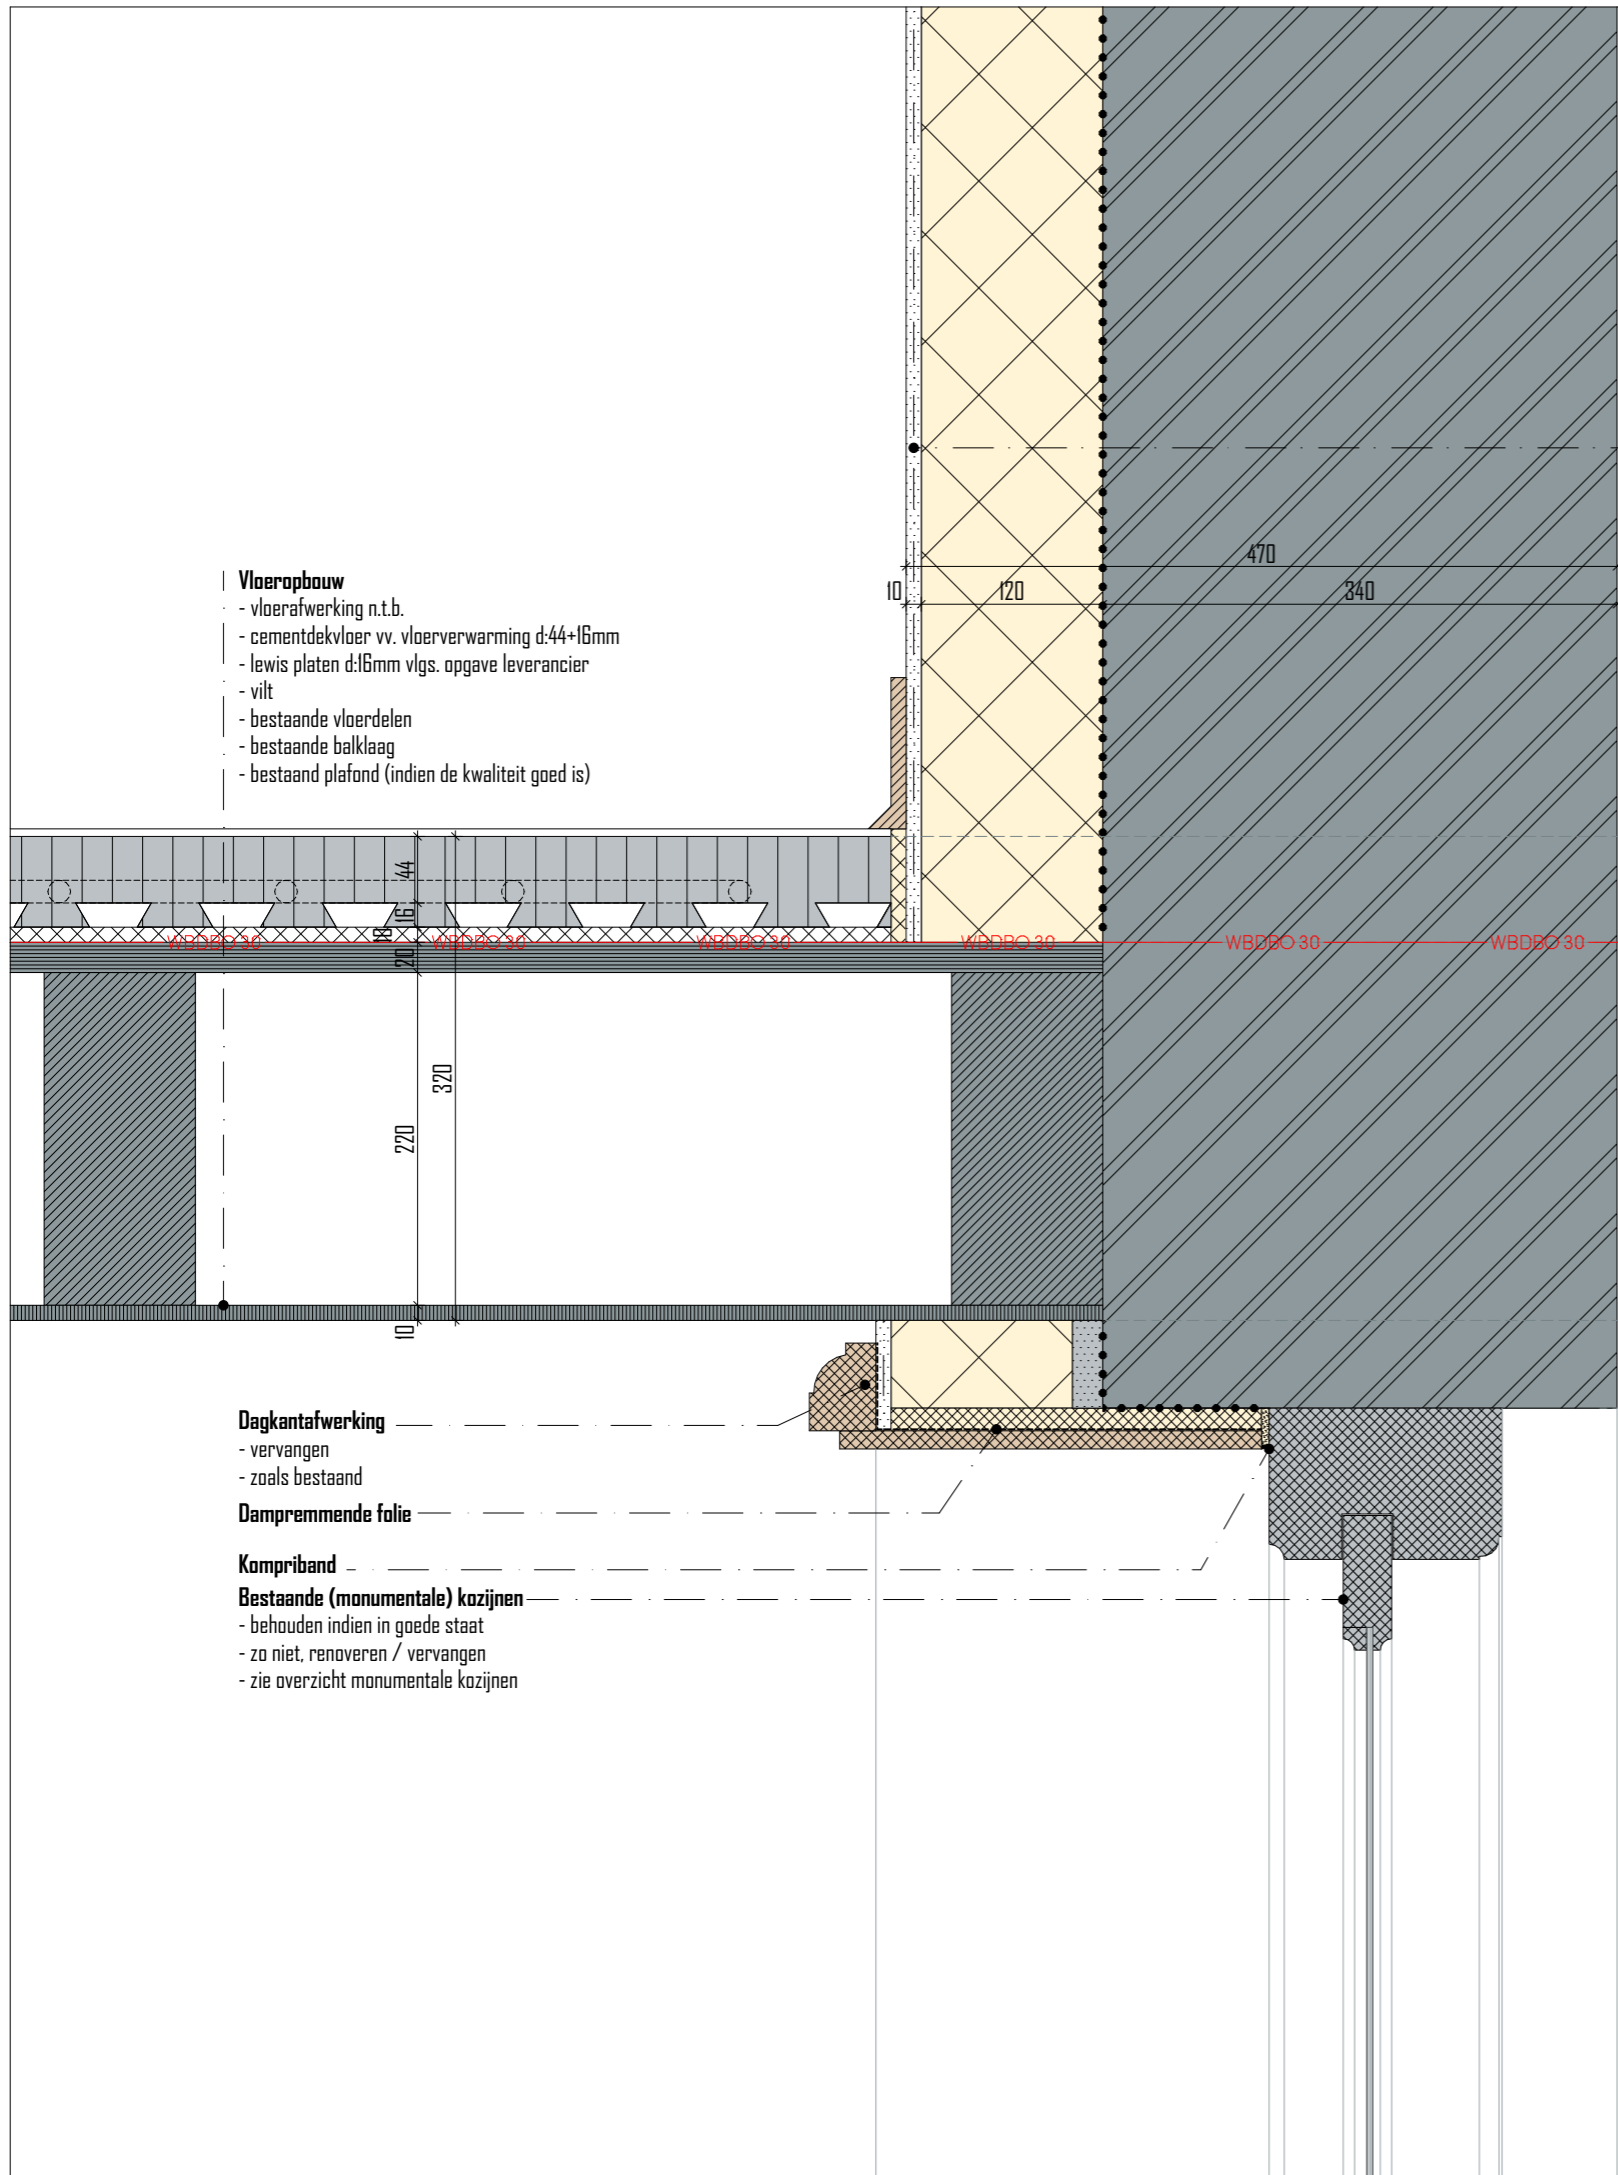 470
10
120
340
Vloeropbouw
- vloerafwerking n.t.b.
- cementdekvloer vv. vloerverwarming d:44+16mm
- lewis platen d:16mm vlgs. opgave leverancier
- vilt
- bestaande vloerdelen
- bestaande balklaag
- bestaand plafond (indien de kwaliteit goed is)
44
16
10
WBDBO 30 WBDBO 30 WBDBO 30 WBDBO 30 WBDBO 30 WBDBO 30
20
320
220
10
Dagkantafwerking
- vervangen
- zoals bestaand
Dampremmende folie
Kompriband
Bestaande (monumentale) kozijnen
- behouden indien in goede staat
- zo niet, renoveren / vervangen
- zie overzicht monumentale kozijnen